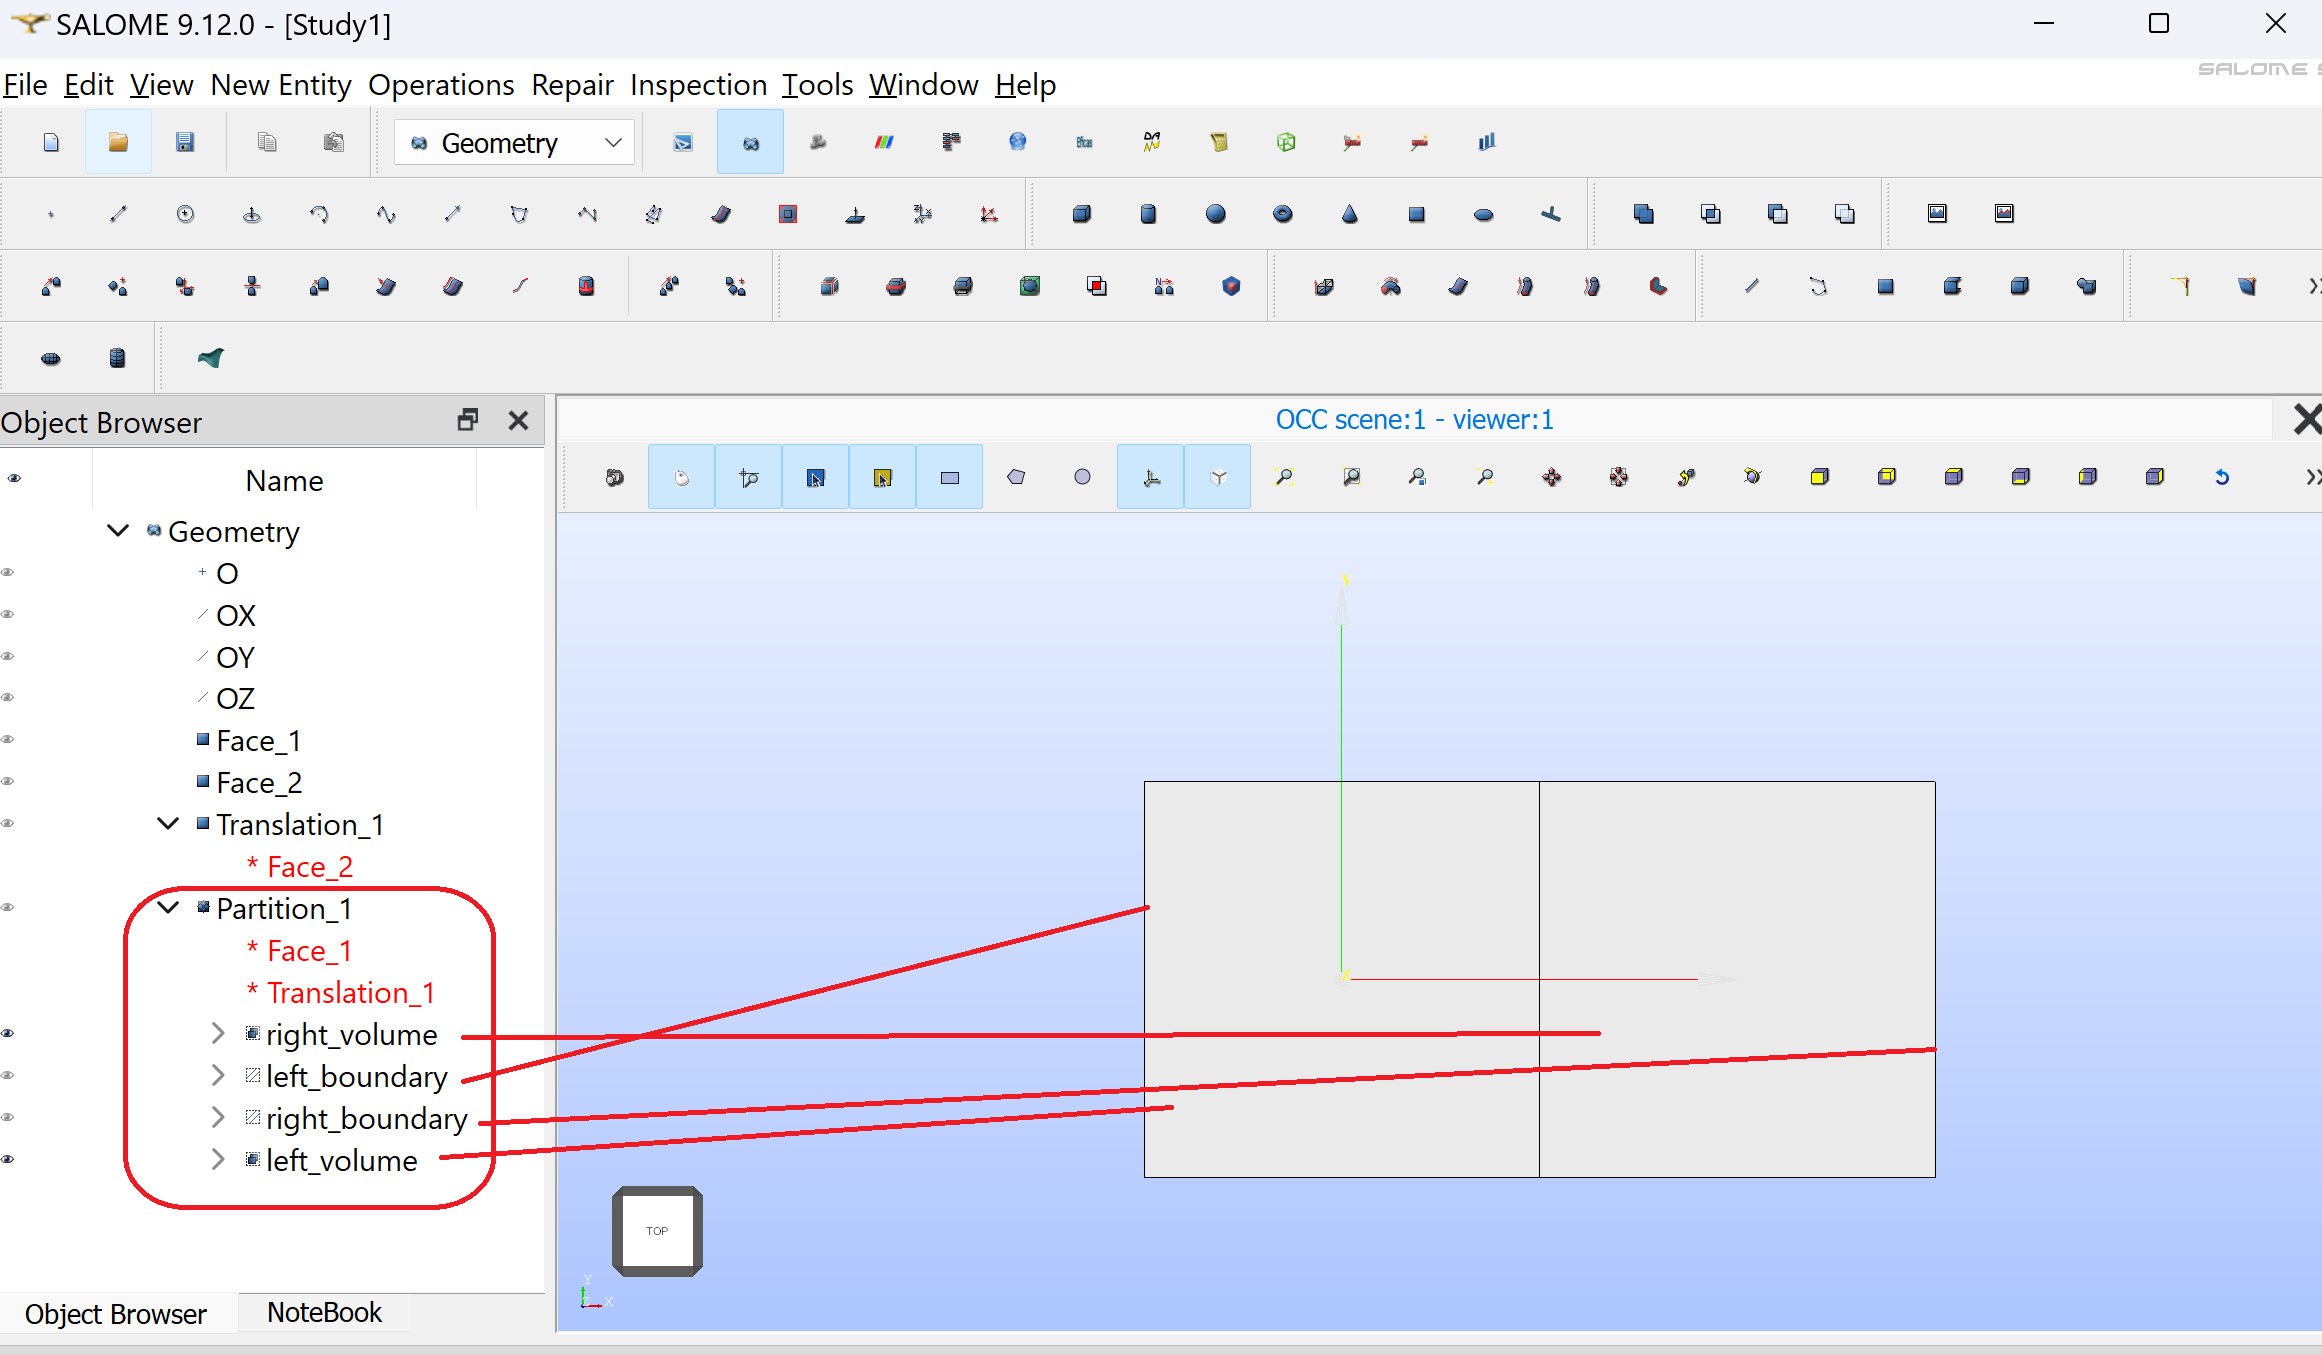 SALOME 9.12.0 - [Study1]
File Edit View New Entity Operations Repair Inspection Tools Window Help
SALOME
Geometry
Eficas
Object Browser
OCC scene:1 - viewer:1
Name
Geometry
O
OX
OY
OZ
Face_1
Face_2
Translation_1
* Face_2
Partition_1
* Face_1
* Translation_1
right_volume
left_boundary
right_boundary
left_volume
TOP
Y
X
Object Browser
NoteBook